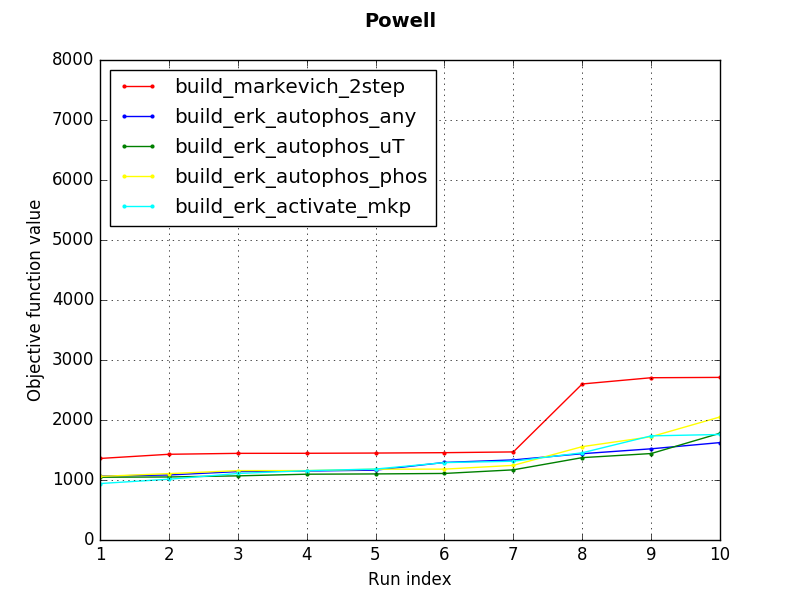 Powell
8000
7000
6000
5000
4000
3000
2000
1000
0
Objective function value
build_markevich_2step
build_erk_autophos_any
build_erk_autophos_uT
build_erk_autophos_phos
build_erk_activate_mkp
1 2 3 4 5 6 7 8 9 10
Run index